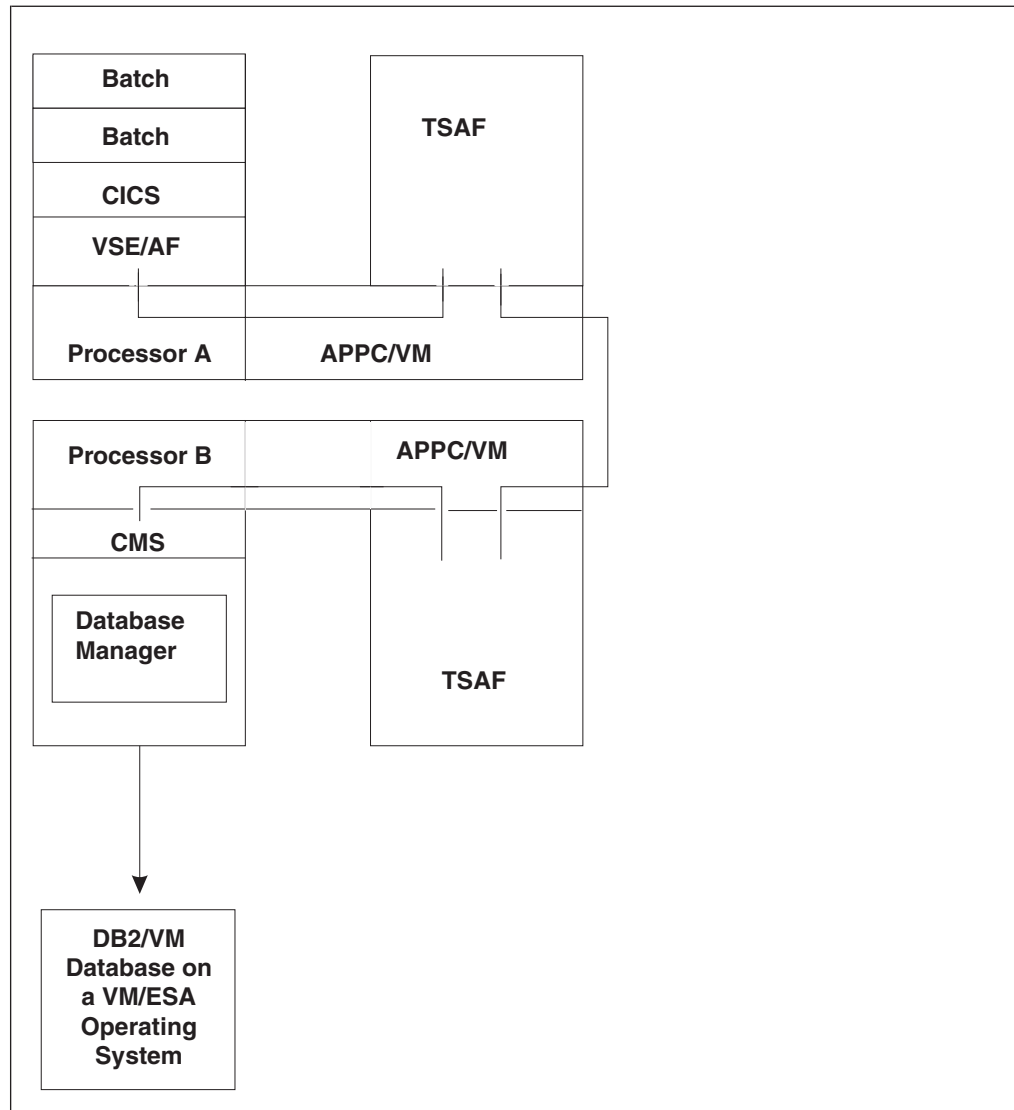 Batch
Batch
CICS
VSE/AF
TSAF
Processor A
APPC/VM
Processor B
APPC/VM
CMS
Database
Manager
TSAF
DB2/VM
Database on
a VM/ESA
Operating
System